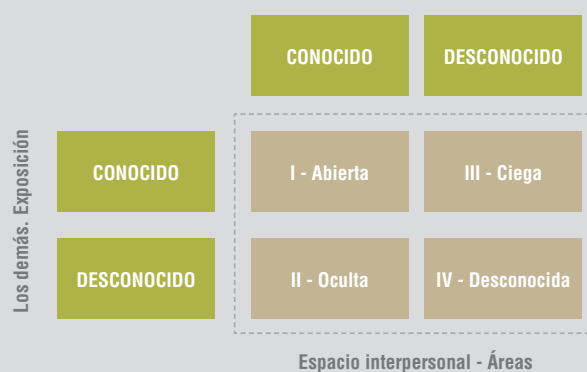 CONOCIDO
DESCONOCIDO
Los demás. Exposición
CONOCIDO
I - Abierta
III - Ciega
DESCONOCIDO
II - Oculta
IV - Desconocida
Espacio interpersonal - Áreas